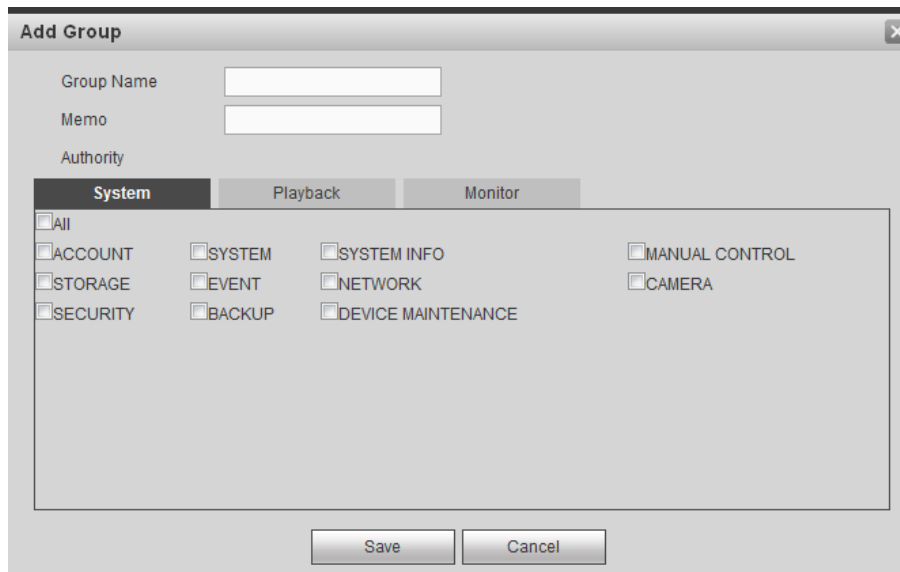 Add Group
Group Name
Memo
Authority
System Playback Monitor
All
ACCOUNT SYSTEM SYSTEM INFO MANUAL CONTROL
STORAGE EVENT NETWORK CAMERA
SECURITY BACKUP DEVICE MAINTENANCE
Save Cancel